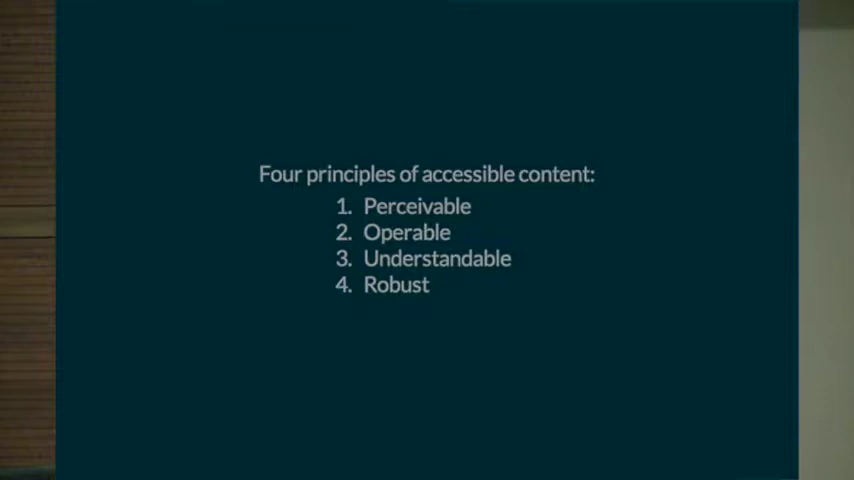 Four principles of accessible content:
1. Perceivable
2. Operable
3. Understandable
4. Robust